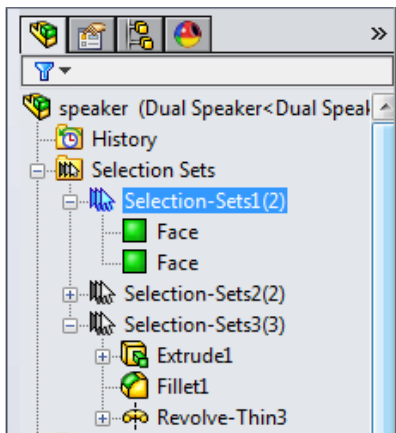 »
speaker (Dual Speaker<Dual Speak
History
Selection Sets
Selection-Sets1(2)
Face
Face
Selection-Sets2(2)
Selection-Sets3(3)
Extrude1
Fillet1
Revolve-Thin3